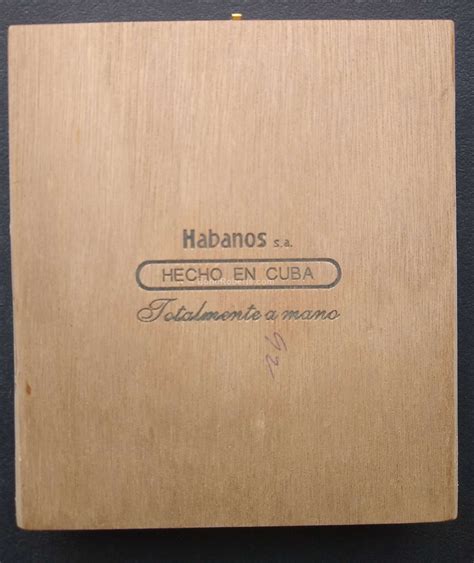 Habanos s.a.
HECHO EN CUBA
Totalmente a mano